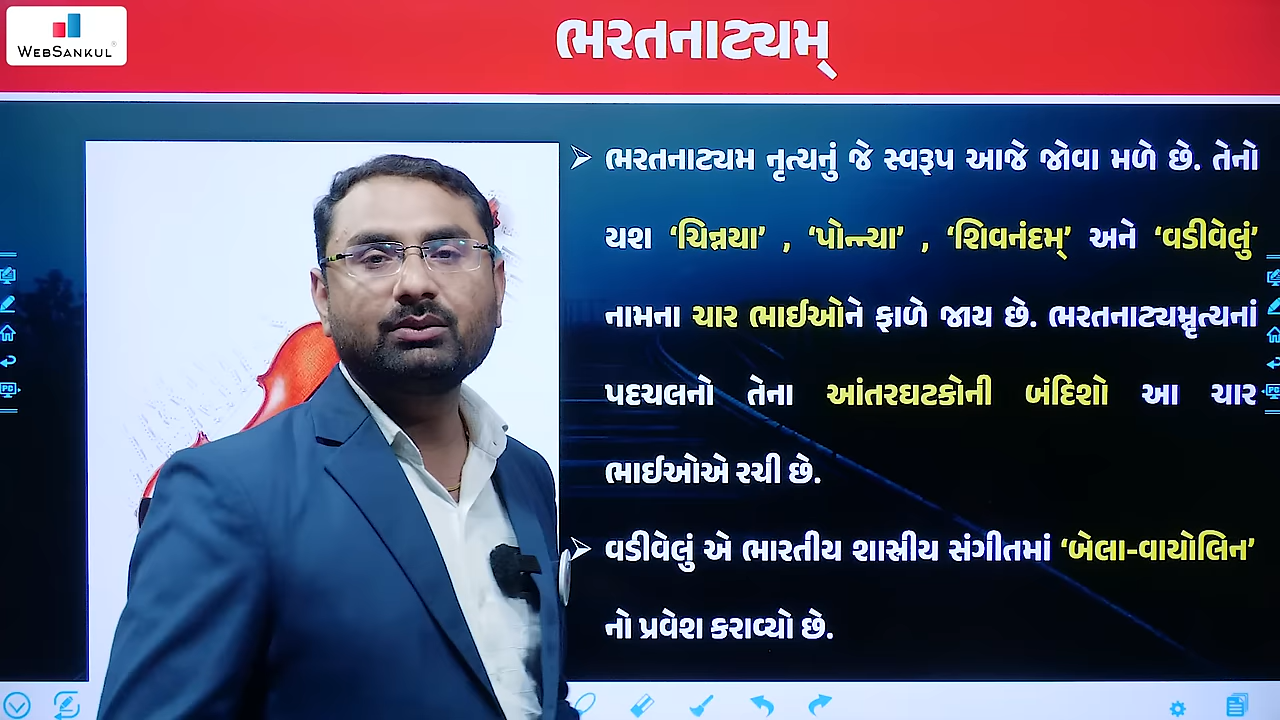 WEBSANKUL
ભરતનાટ્યમ્
ભરતનાટ્યમ નૃત્યનું જે સ્વરૂપ આજે જોવા મળે છે. તેનો
યશ ‘ચિન્નયા’ , ‘પોન્ન્યા’ , ‘શિવનંદમ્’ અને ‘વડીવેલું’
નામના ચાર ભાઈઓને ફાળે જાય છે. ભરતનાટ્યમ્નૃત્યનાં
પદચલનો તેના આંતરઘટકોની બંદિશો આ ચાર
ભાઈઓએ રચી છે.
વડીવેલું એ ભારતીય શાસ્રીય સંગીતમાં ‘બેલા-વાયોલિન’
નો પ્રવેશ કરાવ્યો છે.